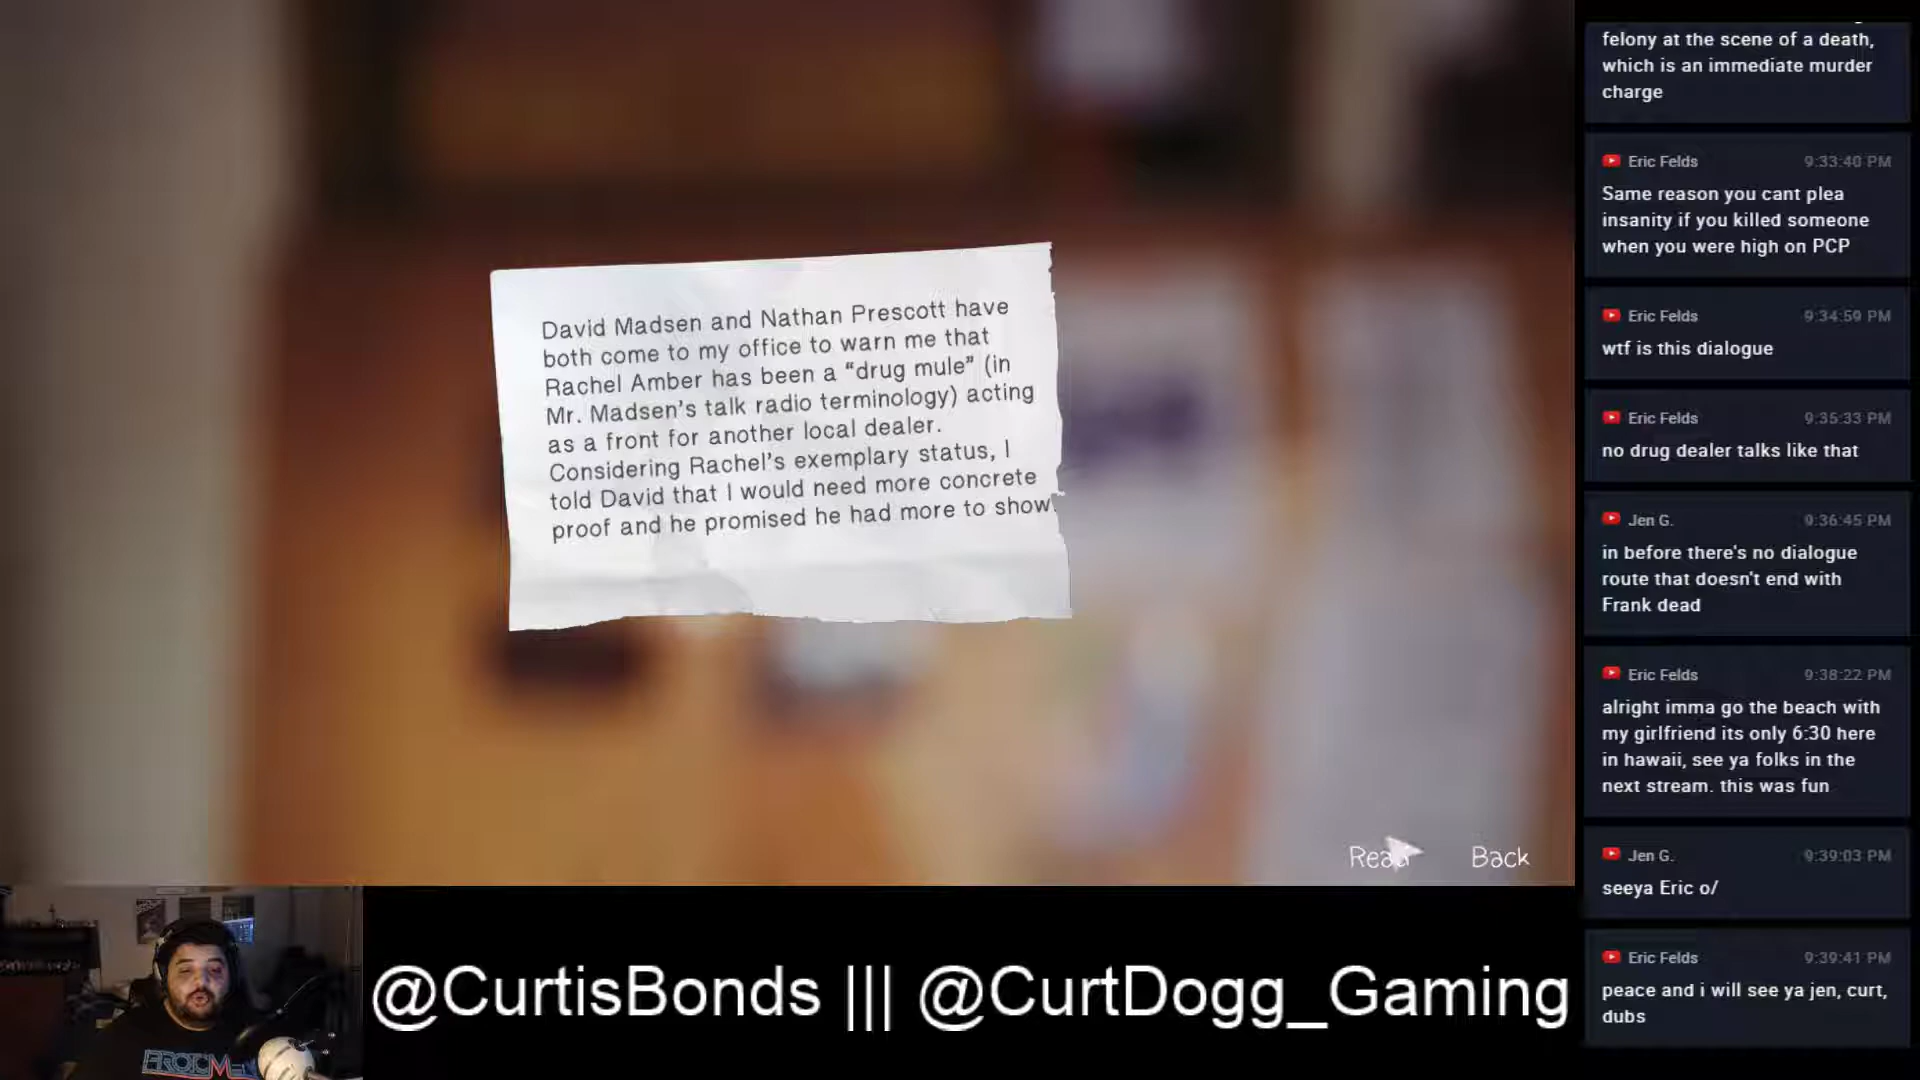 David Madsen and Nathan Prescott have
both come to my office to warn me that
Rachel Amber has been a “drug mule” (in
Mr. Madsen's talk radio terminology) acting
as a front for another local dealer.
Considering Rachel's exemplary status, I
told David that I would need more concrete
proof and he promised he had more to show.
Read
Back
@CurtisBonds ||| @CurtDogg_Gaming
felony at the scene of a death,
which is an immediate murder
charge
Eric Felds 9:33:40 PM
Same reason you cant plea
insanity if you killed someone
when you were high on PCP
Eric Felds 9:34:59 PM
wtf is this dialogue
Eric Felds 9:35:33 PM
no drug dealer talks like that
Jen G. 9:36:45 PM
in before there's no dialogue
route that doesn't end with
Frank dead
Eric Felds 9:38:22 PM
alright imma go the beach with
my girlfriend its only 6:30 here
in hawaii, see ya folks in the
next stream. this was fun
Jen G. 9:39:03 PM
seeya Eric o/
Eric Felds 9:39:41 PM
peace and i will see ya jen, curt,
dubs